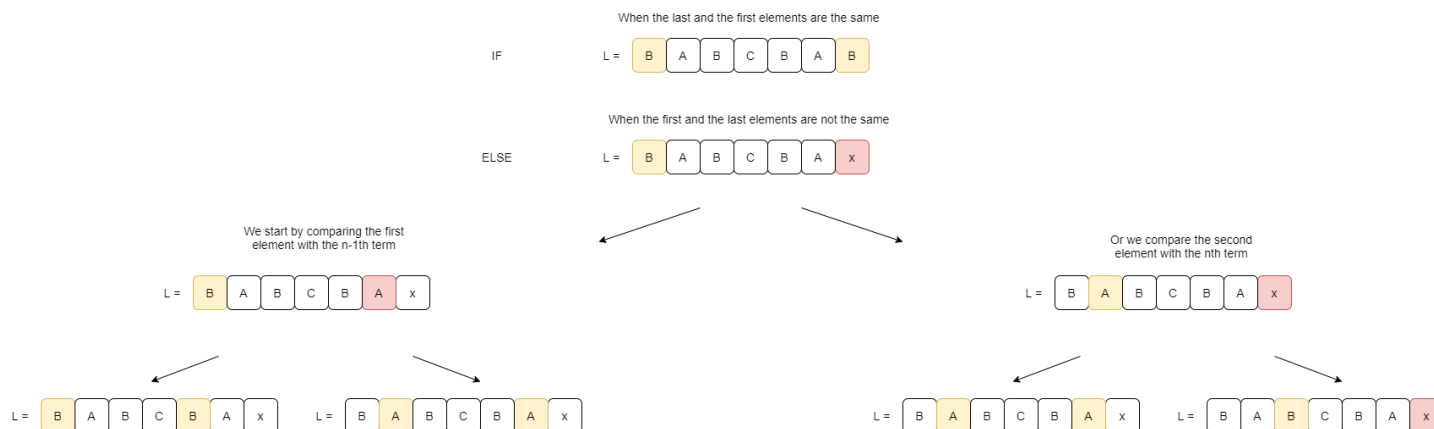 When the last and the first elements are the same
IF L = B A B C B A B
When the first and the last elements are not the same
ELSE L = B A B C B A x
We start by comparing the first
element with the n-1th term
Or we compare the second
element with the nth term
L = B A B C B A x
L = B A B C B A x
L = B A B C B A x
L = B A B C B A x
L = B A B C B A x
L = B A B C B A x